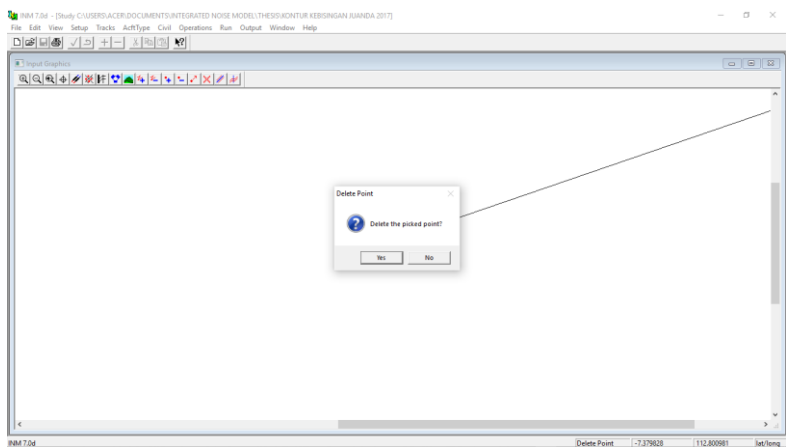 INM 7.0d - [Study C:\USERS\ACER\DOCUMENTS\INTEGRATED NOISE MODEL\THESIS\KONTUR KEBISINGAN JUANDA 2017]
File Edit View Setup Tracks AcftType Civil Operations Run Output Window Help
Input Graphics
Delete Point
Delete the picked point?
Yes No
INM 7.0d Delete Point -7.379828 112.800981 lat/long